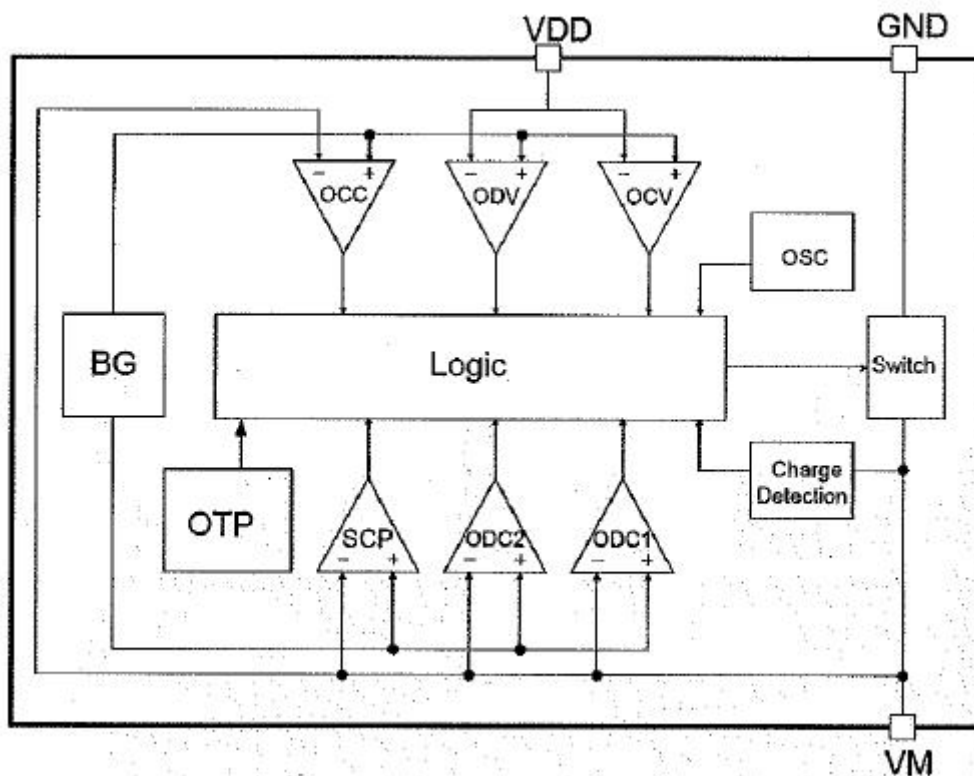 VDD
GND
- +
OCC
- +
ODV
- +
OCV
OSC
BG
Logic
Switch
OTP
SCP
- +
ODC2
- +
ODC1
- +
Charge
Detection
VM